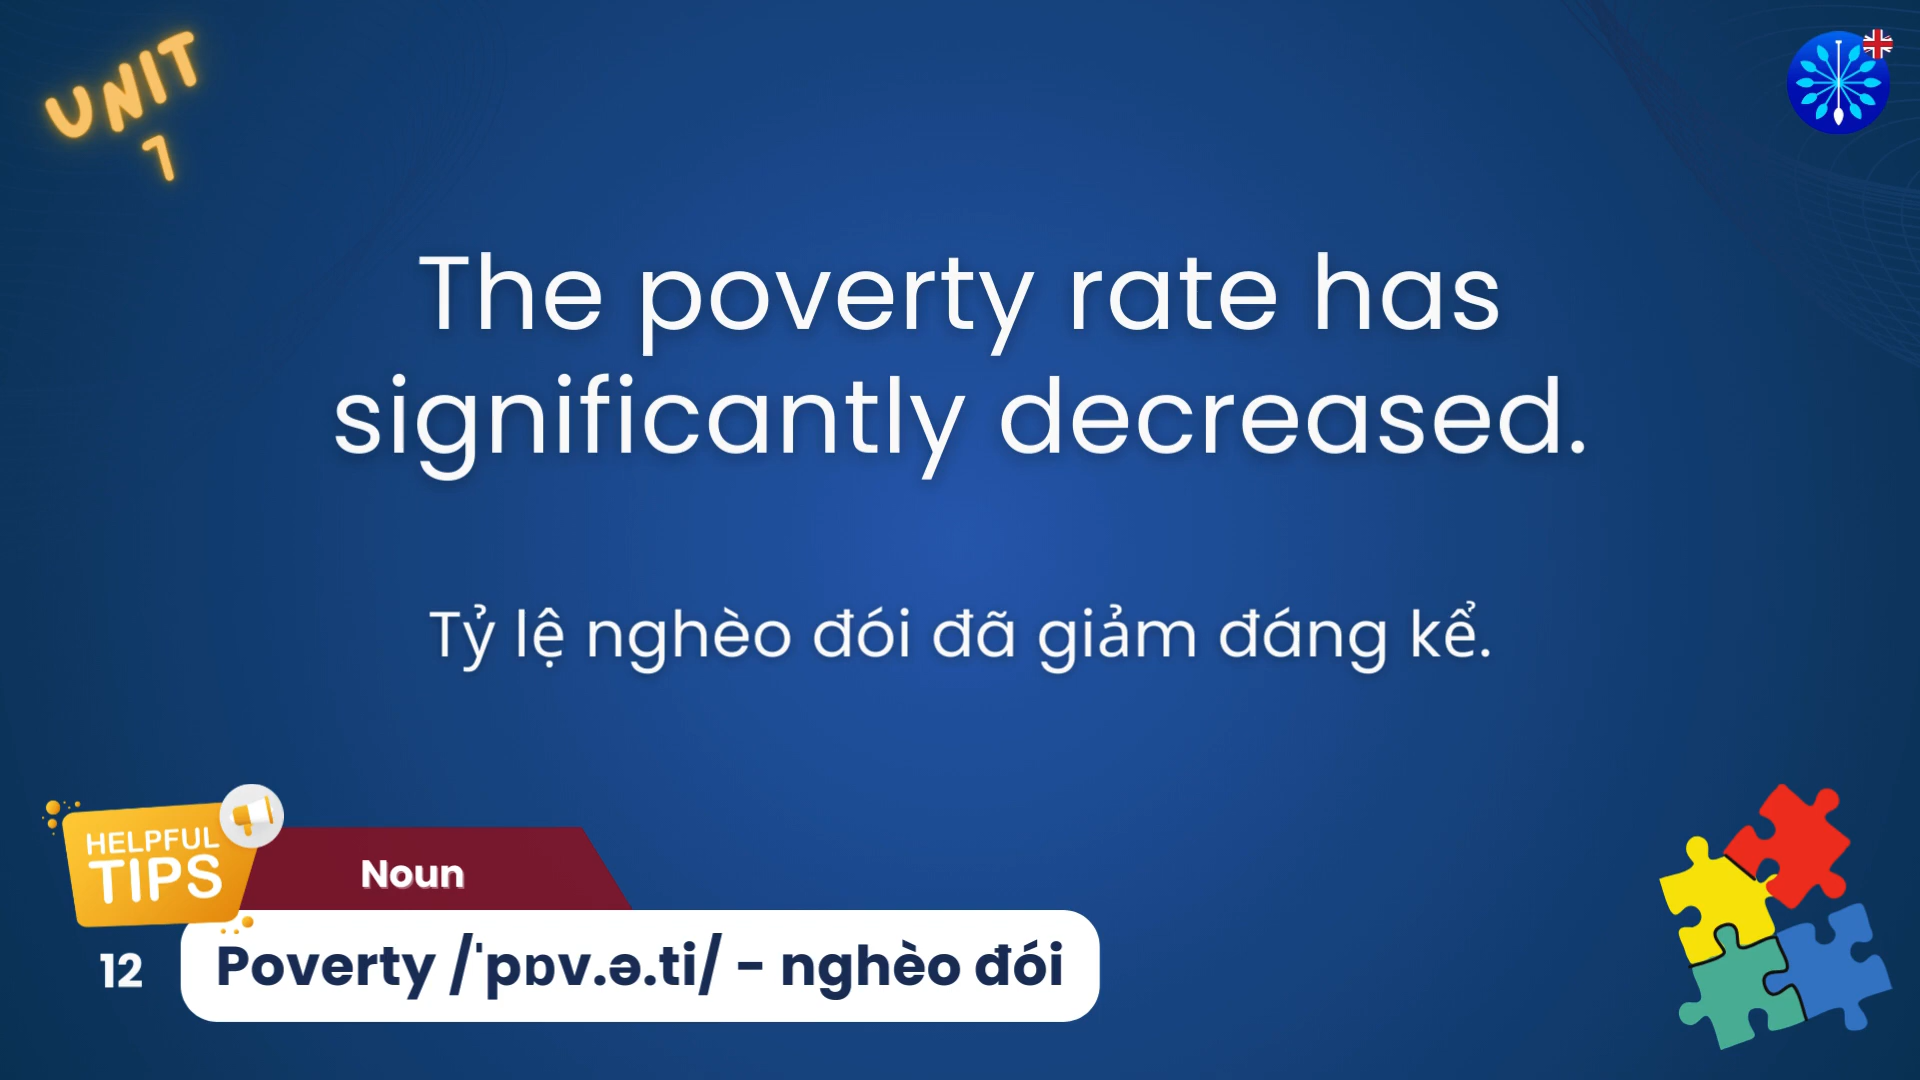 UNIT
1
The poverty rate has
significantly decreased.
Tỷ lệ nghèo đói đã giảm đáng kể.
HELPFUL
TIPS
Noun
12
Poverty /ˈpɒv.ə.ti/ - nghèo đói